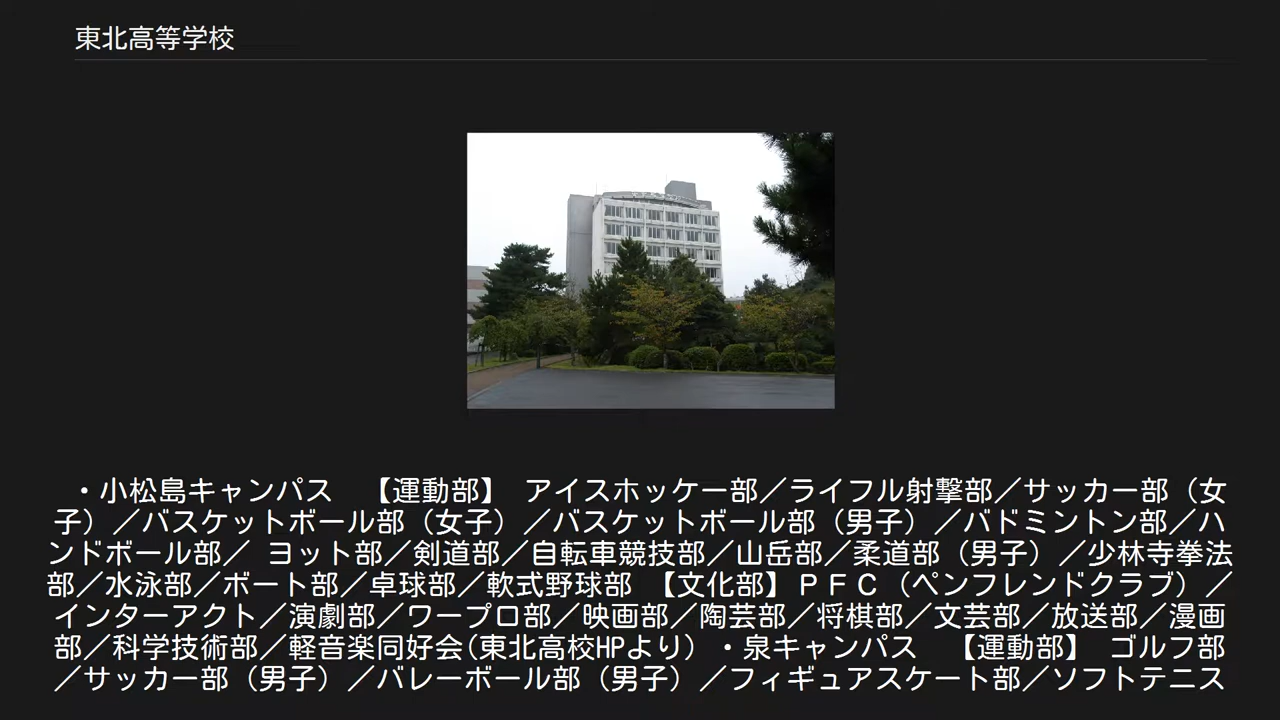 東北高等学校
・小松島キャンパス　【運動部】　アイスホッケー部／ライフル射撃部／サッカー部（女
子）／バスケットボール部（女子）／バスケットボール部（男子）／バドミントン部／ハ
ンドボール部／ ヨット部／剣道部／自転車競技部／山岳部／柔道部（男子）／少林寺拳法
部／水泳部／ボート部／卓球部／軟式野球部 【文化部】ＰＦＣ（ペンフレンドクラブ）／
インターアクト／演劇部／ワープロ部／映画部／陶芸部／将棋部／文芸部／放送部／漫画
部／科学技術部／軽音楽同好会(東北高校HPより）・泉キャンパス　【運動部】　ゴルフ部
／サッカー部（男子）／バレーボール部（男子）／フィギュアスケート部／ソフトテニス